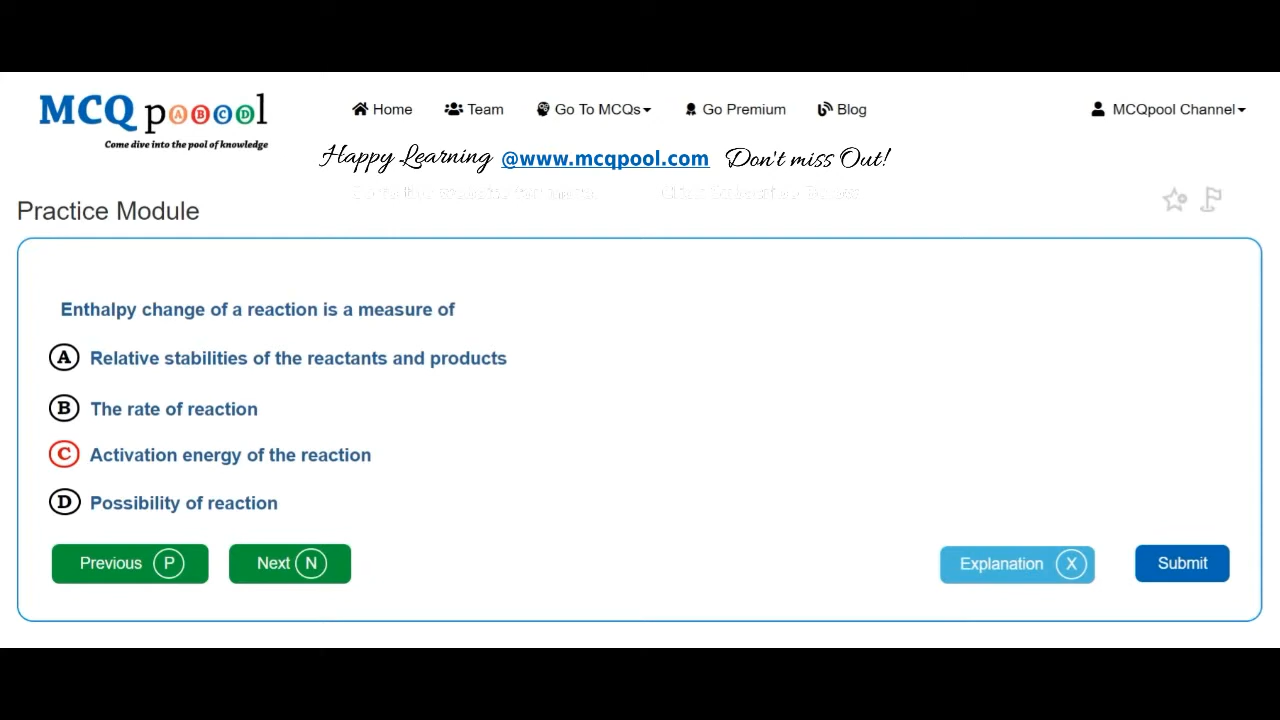 MCQ pooool
Come dive into the pool of knowledge
Home Team Go To MCQs Go Premium Blog MCQpool Channel
Happy Learning @www.mcqpool.com Don't miss Out!
Practice Module
Enthalpy change of a reaction is a measure of
A Relative stabilities of the reactants and products
B The rate of reaction
C Activation energy of the reaction
D Possibility of reaction
Previous P Next N Explanation X Submit